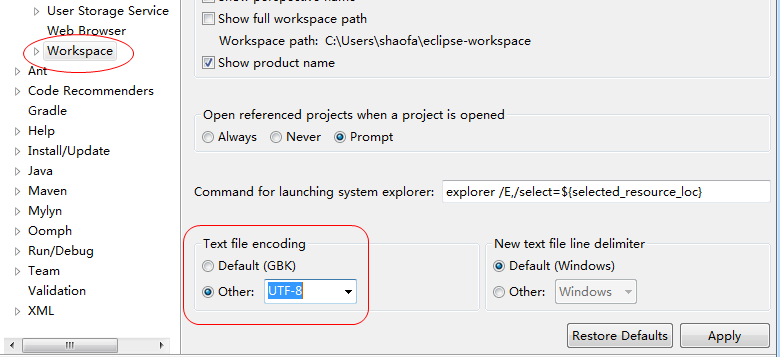 User Storage Service
Web Browser
Workspace
Ant
Code Recommenders
Gradle
Help
Install/Update
Java
Maven
Mylyn
Oomph
Run/Debug
Team
Validation
XML
Show full workspace path
Workspace path: C:\Users\shaofa\eclipse-workspace
Show product name
Open referenced projects when a project is opened
Always Never Prompt
Command for launching system explorer: explorer /E,/select=${selected_resource_loc}
Text file encoding
Default (GBK)
Other: UTF-8
New text file line delimiter
Default (Windows)
Other: Windows
Restore Defaults Apply